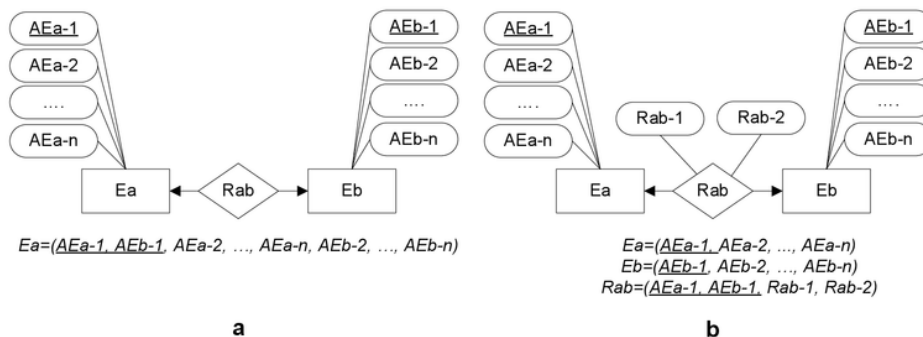 AEa-1
AEa-2
….
AEa-n
AEb-1
AEb-2
….
AEb-n
Ea
Rab
Eb
Ea=(AEa-1, AEb-1, AEa-2, …, AEa-n, AEb-2, …, AEb-n)
a
AEa-1
AEa-2
….
AEa-n
Rab-1
Rab-2
AEb-1
AEb-2
….
AEb-n
Ea
Rab
Eb
Ea=(AEa-1, AEa-2, ..., AEa-n)
Eb=(AEb-1, AEb-2, …, AEb-n)
Rab=(AEa-1, AEb-1, Rab-1, Rab-2)
b